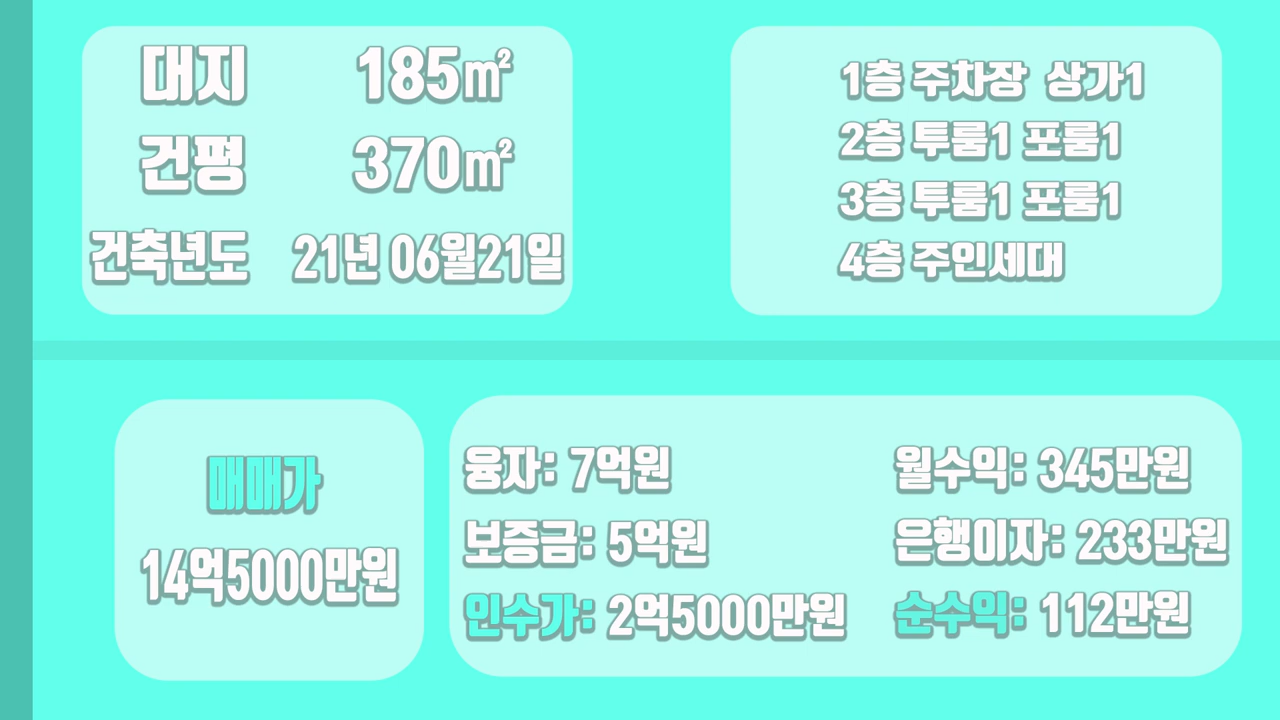 대지 185㎡
건평 370㎡
건축년도 21년 06월21일
1층 주차장 상가1
2층 투룸1 포룸1
3층 투룸1 포룸1
4층 주인세대
매매가
14억5000만원
융자: 7억원
보증금: 5억원
인수가: 2억5000만원
월수익: 345만원
은행이자: 233만원
순수익: 112만원